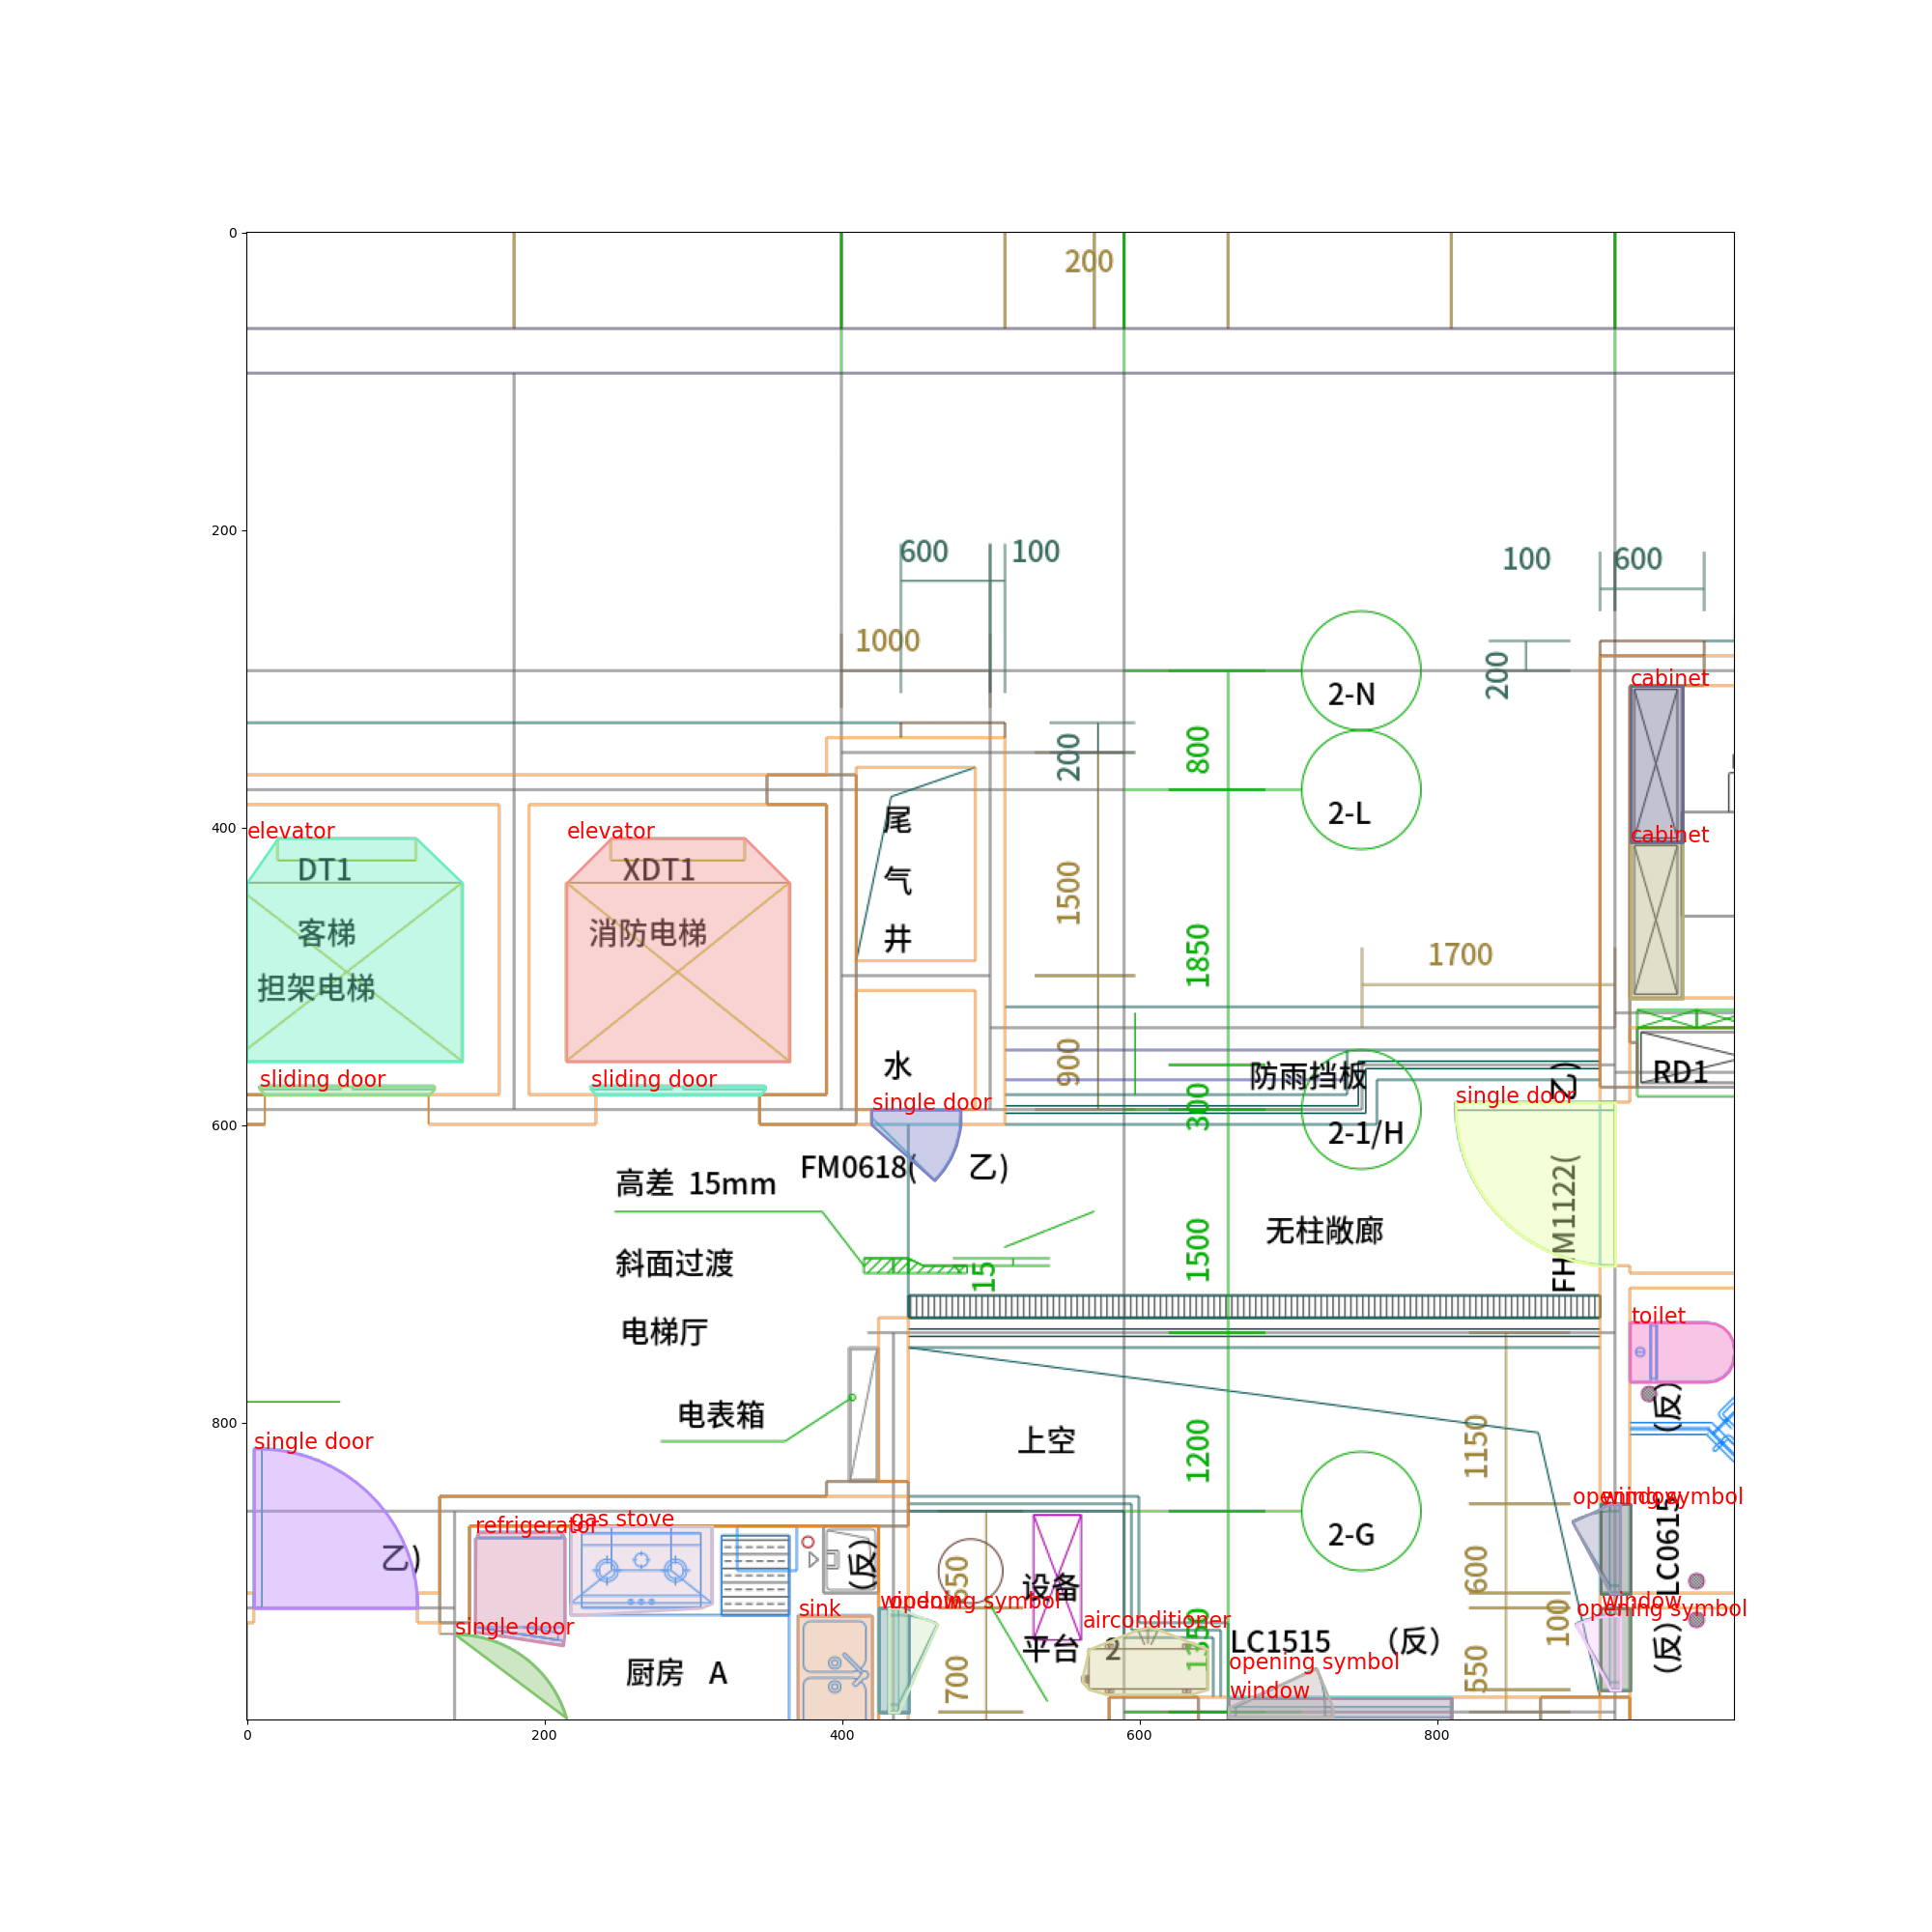 0
200
400
600
800
0
200
400
600
800
200
600
100
100
600
1000
200
2-N
cabinet
200
800
2-L
尾
气
井
elevator
DT1
客梯
担架电梯
elevator
XDT1
消防电梯
cabinet
1500
1850
1700
水
900
防雨挡板
乙)
RD1
sliding door
sliding door
single door
300
2-1/H
single door
FM0618(
乙)
高差 15mm
FHM1122(
斜面过渡
15
1500
无柱敞廊
电梯厅
toilet
电表箱
(反)
上空
1200
1150
single door
乙)
refrigerator
gas stove
(反)
2-G
opening symbol
window
LC0615
650
设备
600
window
opening symbol
sink
single door
airconditioner
window
opening symbol
100
厨房 A
平台
2
1350
LC1515
(反)
(反)
700
550
opening symbol
window